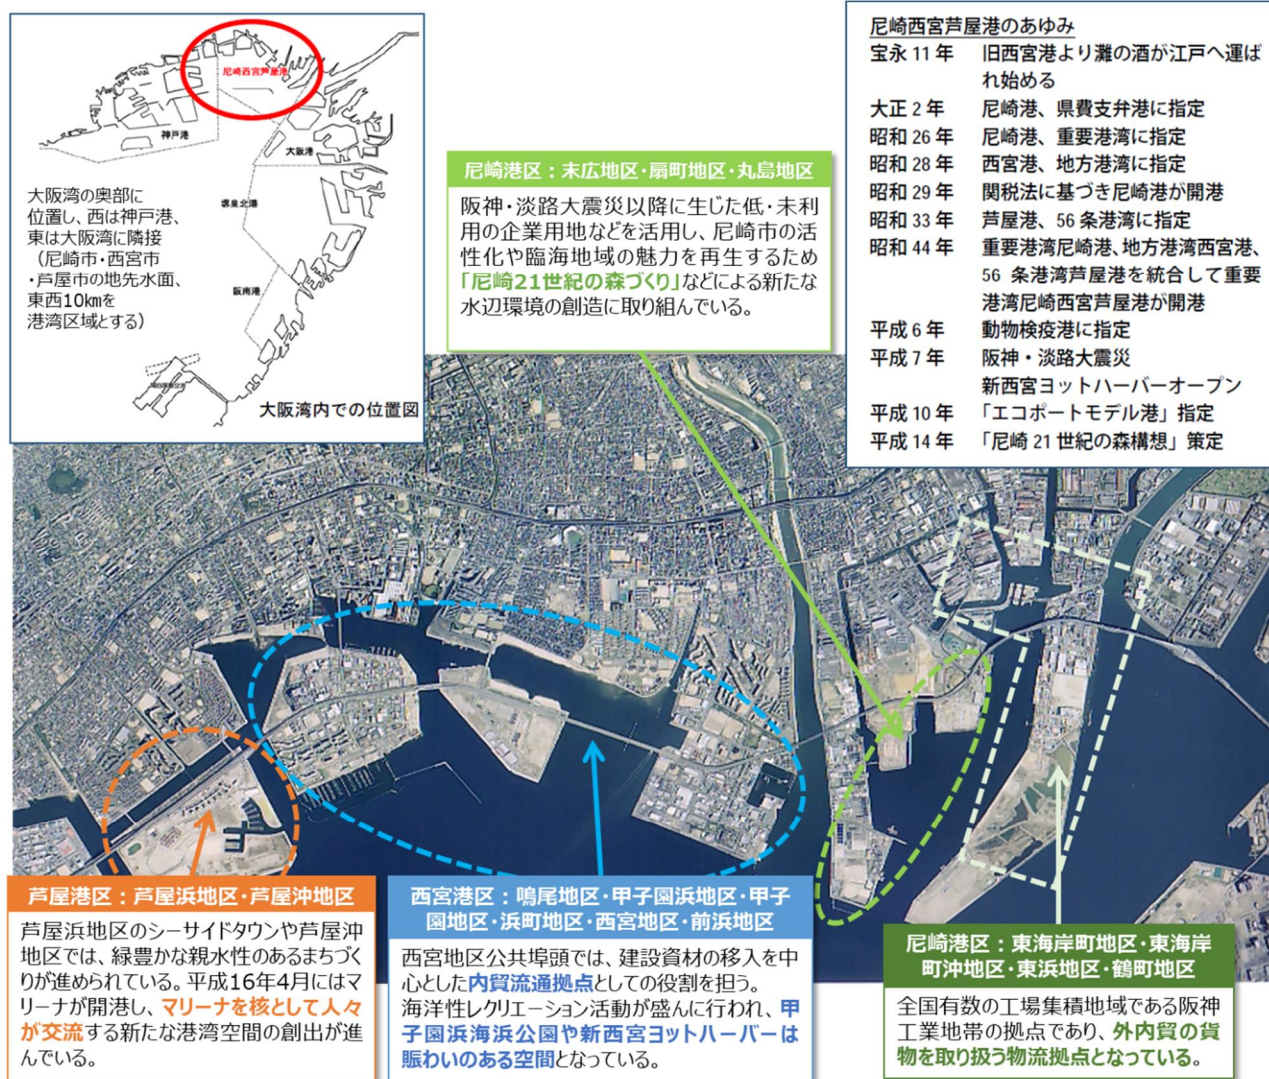 尼崎西宮芦屋港
神戸港
大阪港
堺泉北港
阪南港
大阪湾の奥部に
位置し、西は神戸港、
東は大阪湾に隣接
（尼崎市・西宮市
・芦屋市の地先水面、
東西10kmを
港湾区域とする）
大阪湾内での位置図
尼崎西宮芦屋港のあゆみ
宝永 11 年 旧西宮港より灘の酒が江戸へ運ば
れ始める
大正 2 年 尼崎港、県費支弁港に指定
昭和 26 年 尼崎港、重要港湾に指定
昭和 28 年 西宮港、地方港湾に指定
昭和 29 年 関税法に基づき尼崎港が開港
昭和 33 年 芦屋港、56 条港湾に指定
昭和 44 年 重要港湾尼崎港、地方港湾西宮港、
56 条港湾芦屋港を統合して重要
港湾尼崎西宮芦屋港が開港
平成 6 年 動物検疫港に指定
平成 7 年 阪神・淡路大震災
新西宮ヨットハーバーオープン
平成 10 年 「エコポートモデル港」指定
平成 14 年 「尼崎 21 世紀の森構想」策定
尼崎港区：末広地区・扇町地区・丸島地区
阪神・淡路大震災以降に生じた低・未利
用の企業用地などを活用し、尼崎市の活
性化や臨海地域の魅力を再生するため
「尼崎21世紀の森づくり」などによる新たな
水辺環境の創造に取り組んでいる。
芦屋港区：芦屋浜地区・芦屋沖地区
芦屋浜地区のシーサイドタウンや芦屋沖
地区では、緑豊かな親水性のあるまちづく
りが進められている。平成16年4月にはマ
リーナが開港し、マリーナを核として人々
が交流する新たな港湾空間の創出が進
んでいる。
西宮港区：鳴尾地区・甲子園浜地区・甲子
園地区・浜町地区・西宮地区・前浜地区
西宮地区公共埠頭では、建設資材の移入を中
心とした内貿流通拠点としての役割を担う。
海洋性レクリエーション活動が盛んに行われ、甲
子園浜海浜公園や新西宮ヨットハーバーは
賑わいのある空間となっている。
尼崎港区：東海岸町地区・東海岸
町沖地区・東浜地区・鶴町地区
全国有数の工場集積地域である阪神
工業地帯の拠点であり、外内貿の貨
物を取り扱う物流拠点となっている。